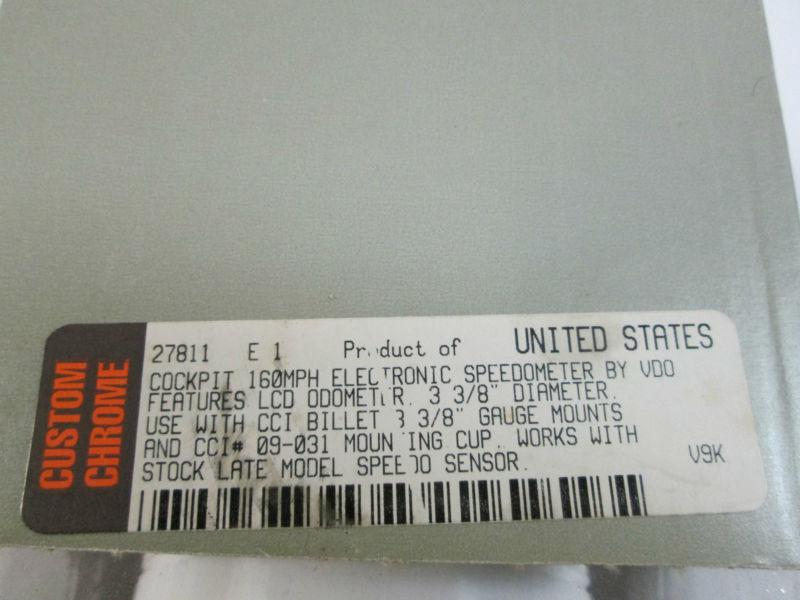 CUSTOM
CHROME
27811 E 1 Product of UNITED STATES
COCKPIT 160MPH ELECTRONIC SPEEDOMETER BY VDO
FEATURES LCD ODOMETER. 3 3/8" DIAMETER.
USE WITH CCI BILLET 3 3/8" GAUGE MOUNTS
AND CCI# 09-031 MOUNTING CUP. WORKS WITH
STOCK LATE MODEL SPEEDO SENSOR.
V9K